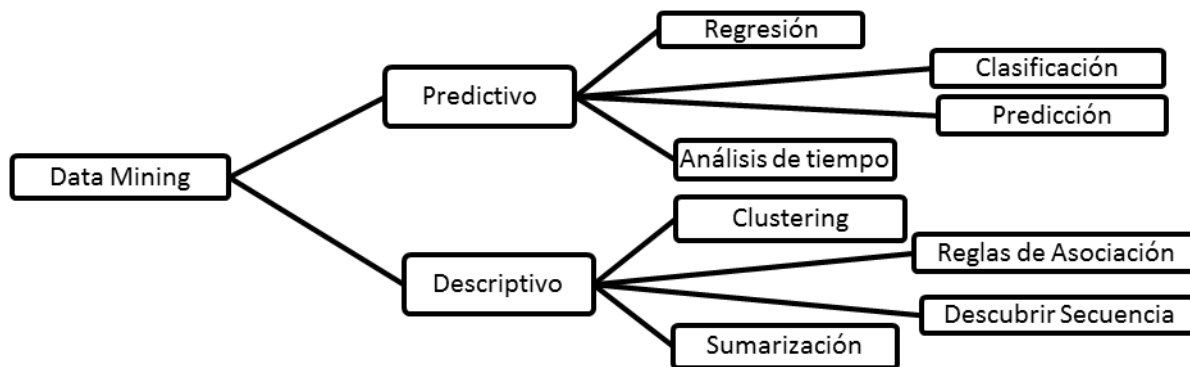 Data Mining
Predictivo
Regresión
Clasificación
Predicción
Análisis de tiempo
Descriptivo
Clustering
Reglas de Asociación
Descubrir Secuencia
Sumarización